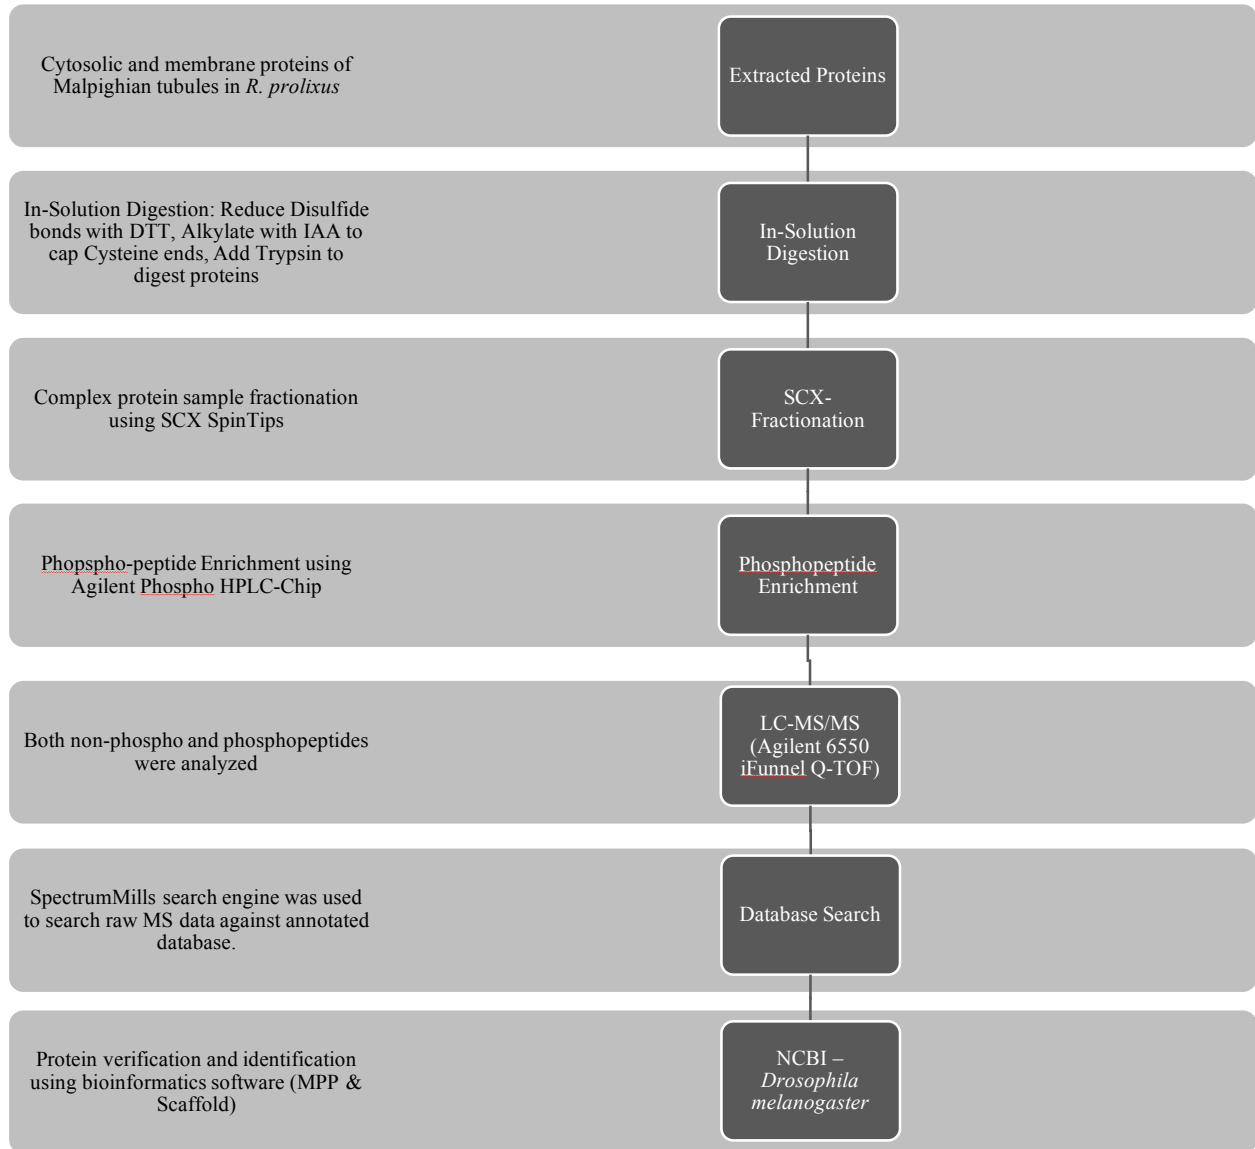 Cytosolic and membrane proteins of
Malpighian tubules in R. prolixus
Extracted Proteins
In-Solution Digestion: Reduce Disulfide
bonds with DTT, Alkylate with IAA to
cap Cysteine ends, Add Trypsin to
digest proteins
In-Solution
Digestion
Complex protein sample fractionation
using SCX SpinTips
SCX-
Fractionation
Phopspho-peptide Enrichment using
Agilent Phospho HPLC-Chip
Phosphopeptide
Enrichment
Both non-phospho and phosphopeptides
were analyzed
LC-MS/MS
(Agilent 6550
iFunnel Q-TOF)
SpectrumMills search engine was used
to search raw MS data against annotated
database.
Database Search
Protein verification and identification
using bioinformatics software (MPP &
Scaffold)
NCBI –
Drosophila
melanogaster